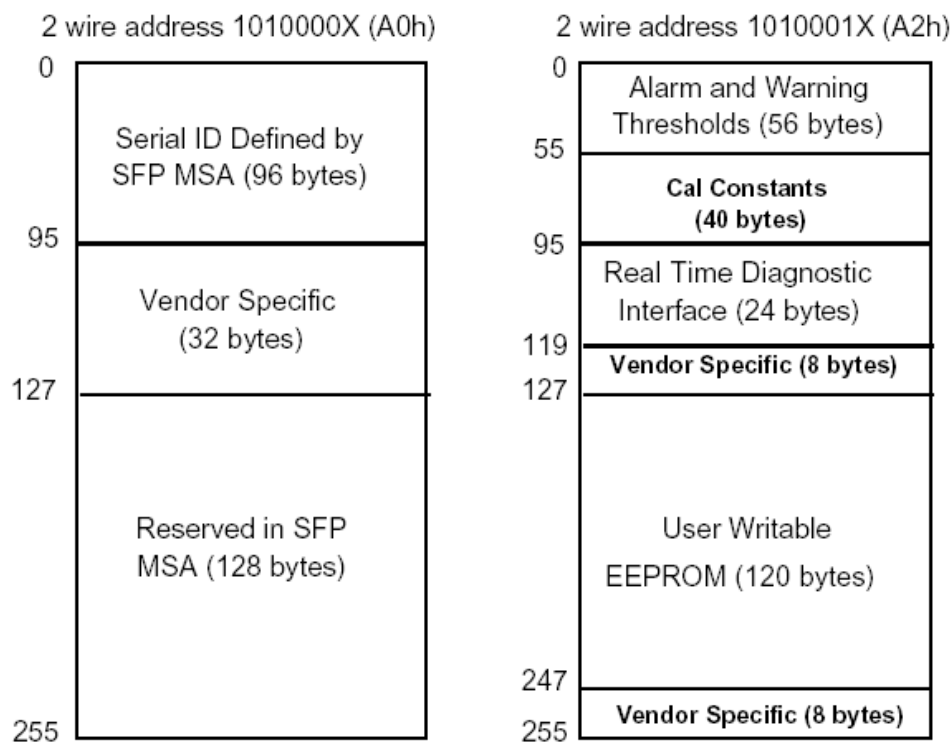 2 wire address 1010000X (A0h)
0
Serial ID Defined by
SFP MSA (96 bytes)
95
Vendor Specific
(32 bytes)
127
Reserved in SFP
MSA (128 bytes)
255
2 wire address 1010001X (A2h)
0
Alarm and Warning
Thresholds (56 bytes)
55
Cal Constants
(40 bytes)
95
Real Time Diagnostic
Interface (24 bytes)
119
Vendor Specific (8 bytes)
127
User Writable
EEPROM (120 bytes)
247
Vendor Specific (8 bytes)
255